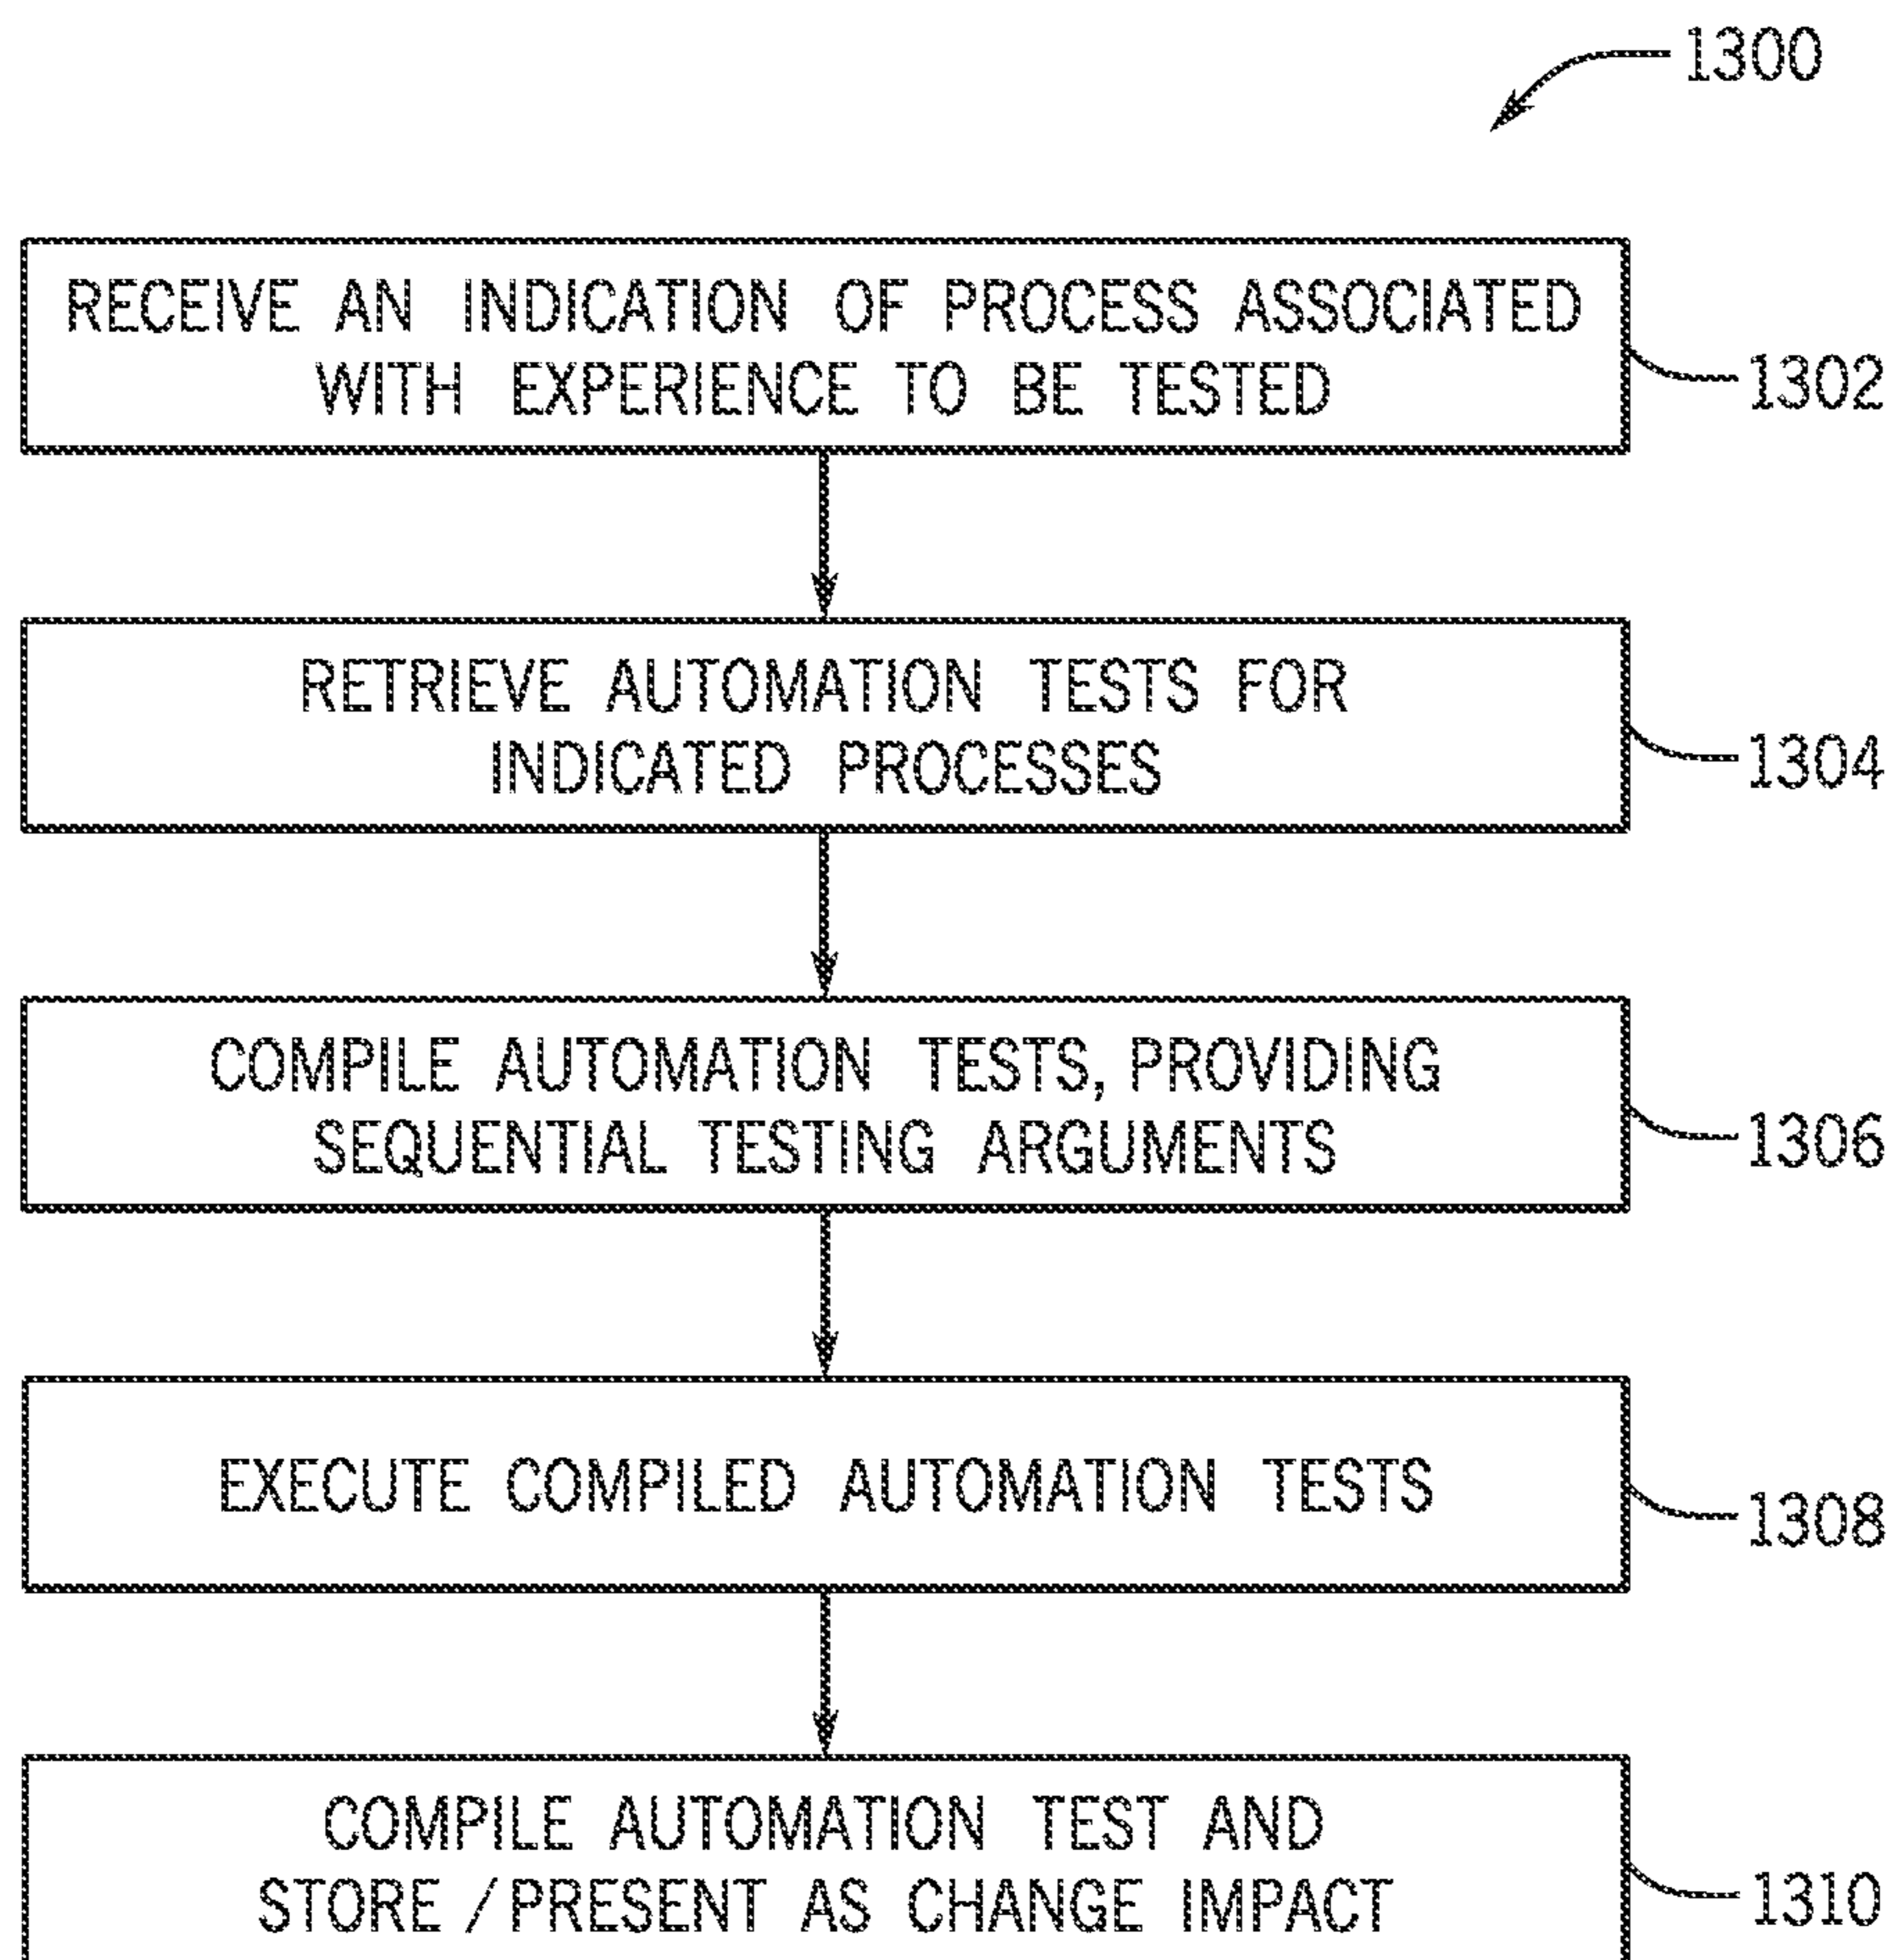 1300
RECEIVE AN INDICATION OF PROCESS ASSOCIATED
WITH EXPERIENCE TO BE TESTED
1302
RETRIEVE AUTOMATION TESTS FOR
INDICATED PROCESSES
1304
COMPILE AUTOMATION TESTS, PROVIDING
SEQUENTIAL TESTING ARGUMENTS
1306
EXECUTE COMPILED AUTOMATION TESTS
1308
COMPILE AUTOMATION TEST AND
STORE / PRESENT AS CHANGE IMPACT
1310